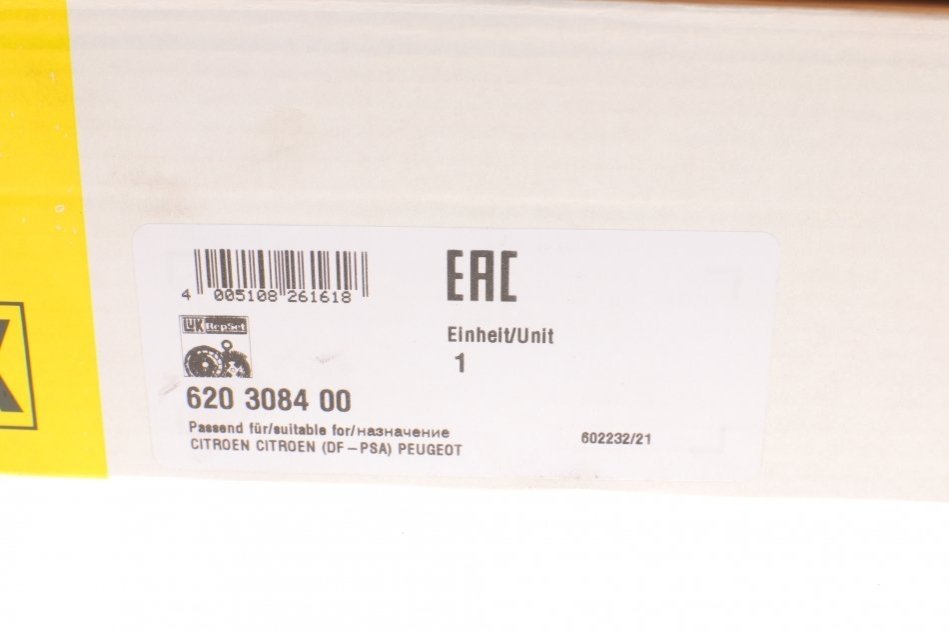 4 005108 261618
EAC
LUK RepSet
Einheit/Unit
1
620 3084 00
Passend für/suitable for/назначение
CITROEN CITROEN (DF-PSA) PEUGEOT
602232/21
K